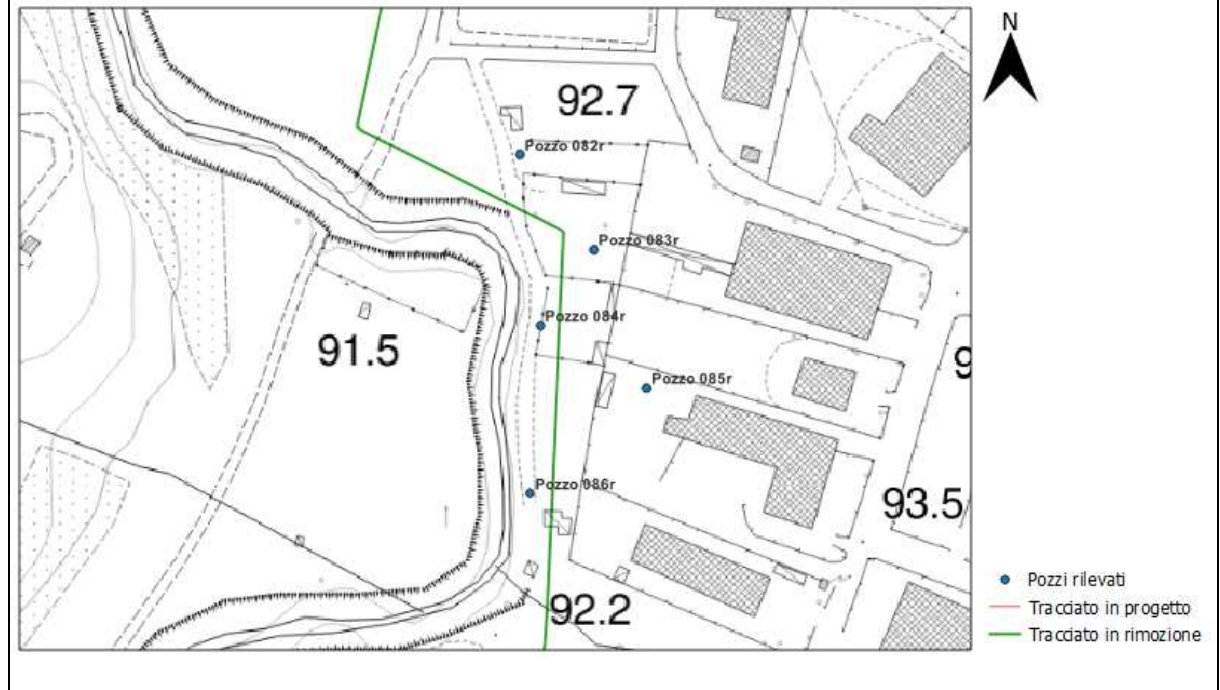 N
92.7
Pozzo 082r
Pozzo 083r
Pozzo 084r
91.5
Pozzo 085r
9
Pozzo 086r
93.5
92.2
Pozzi rilevati
Tracciato in progetto
Tracciato in rimozione